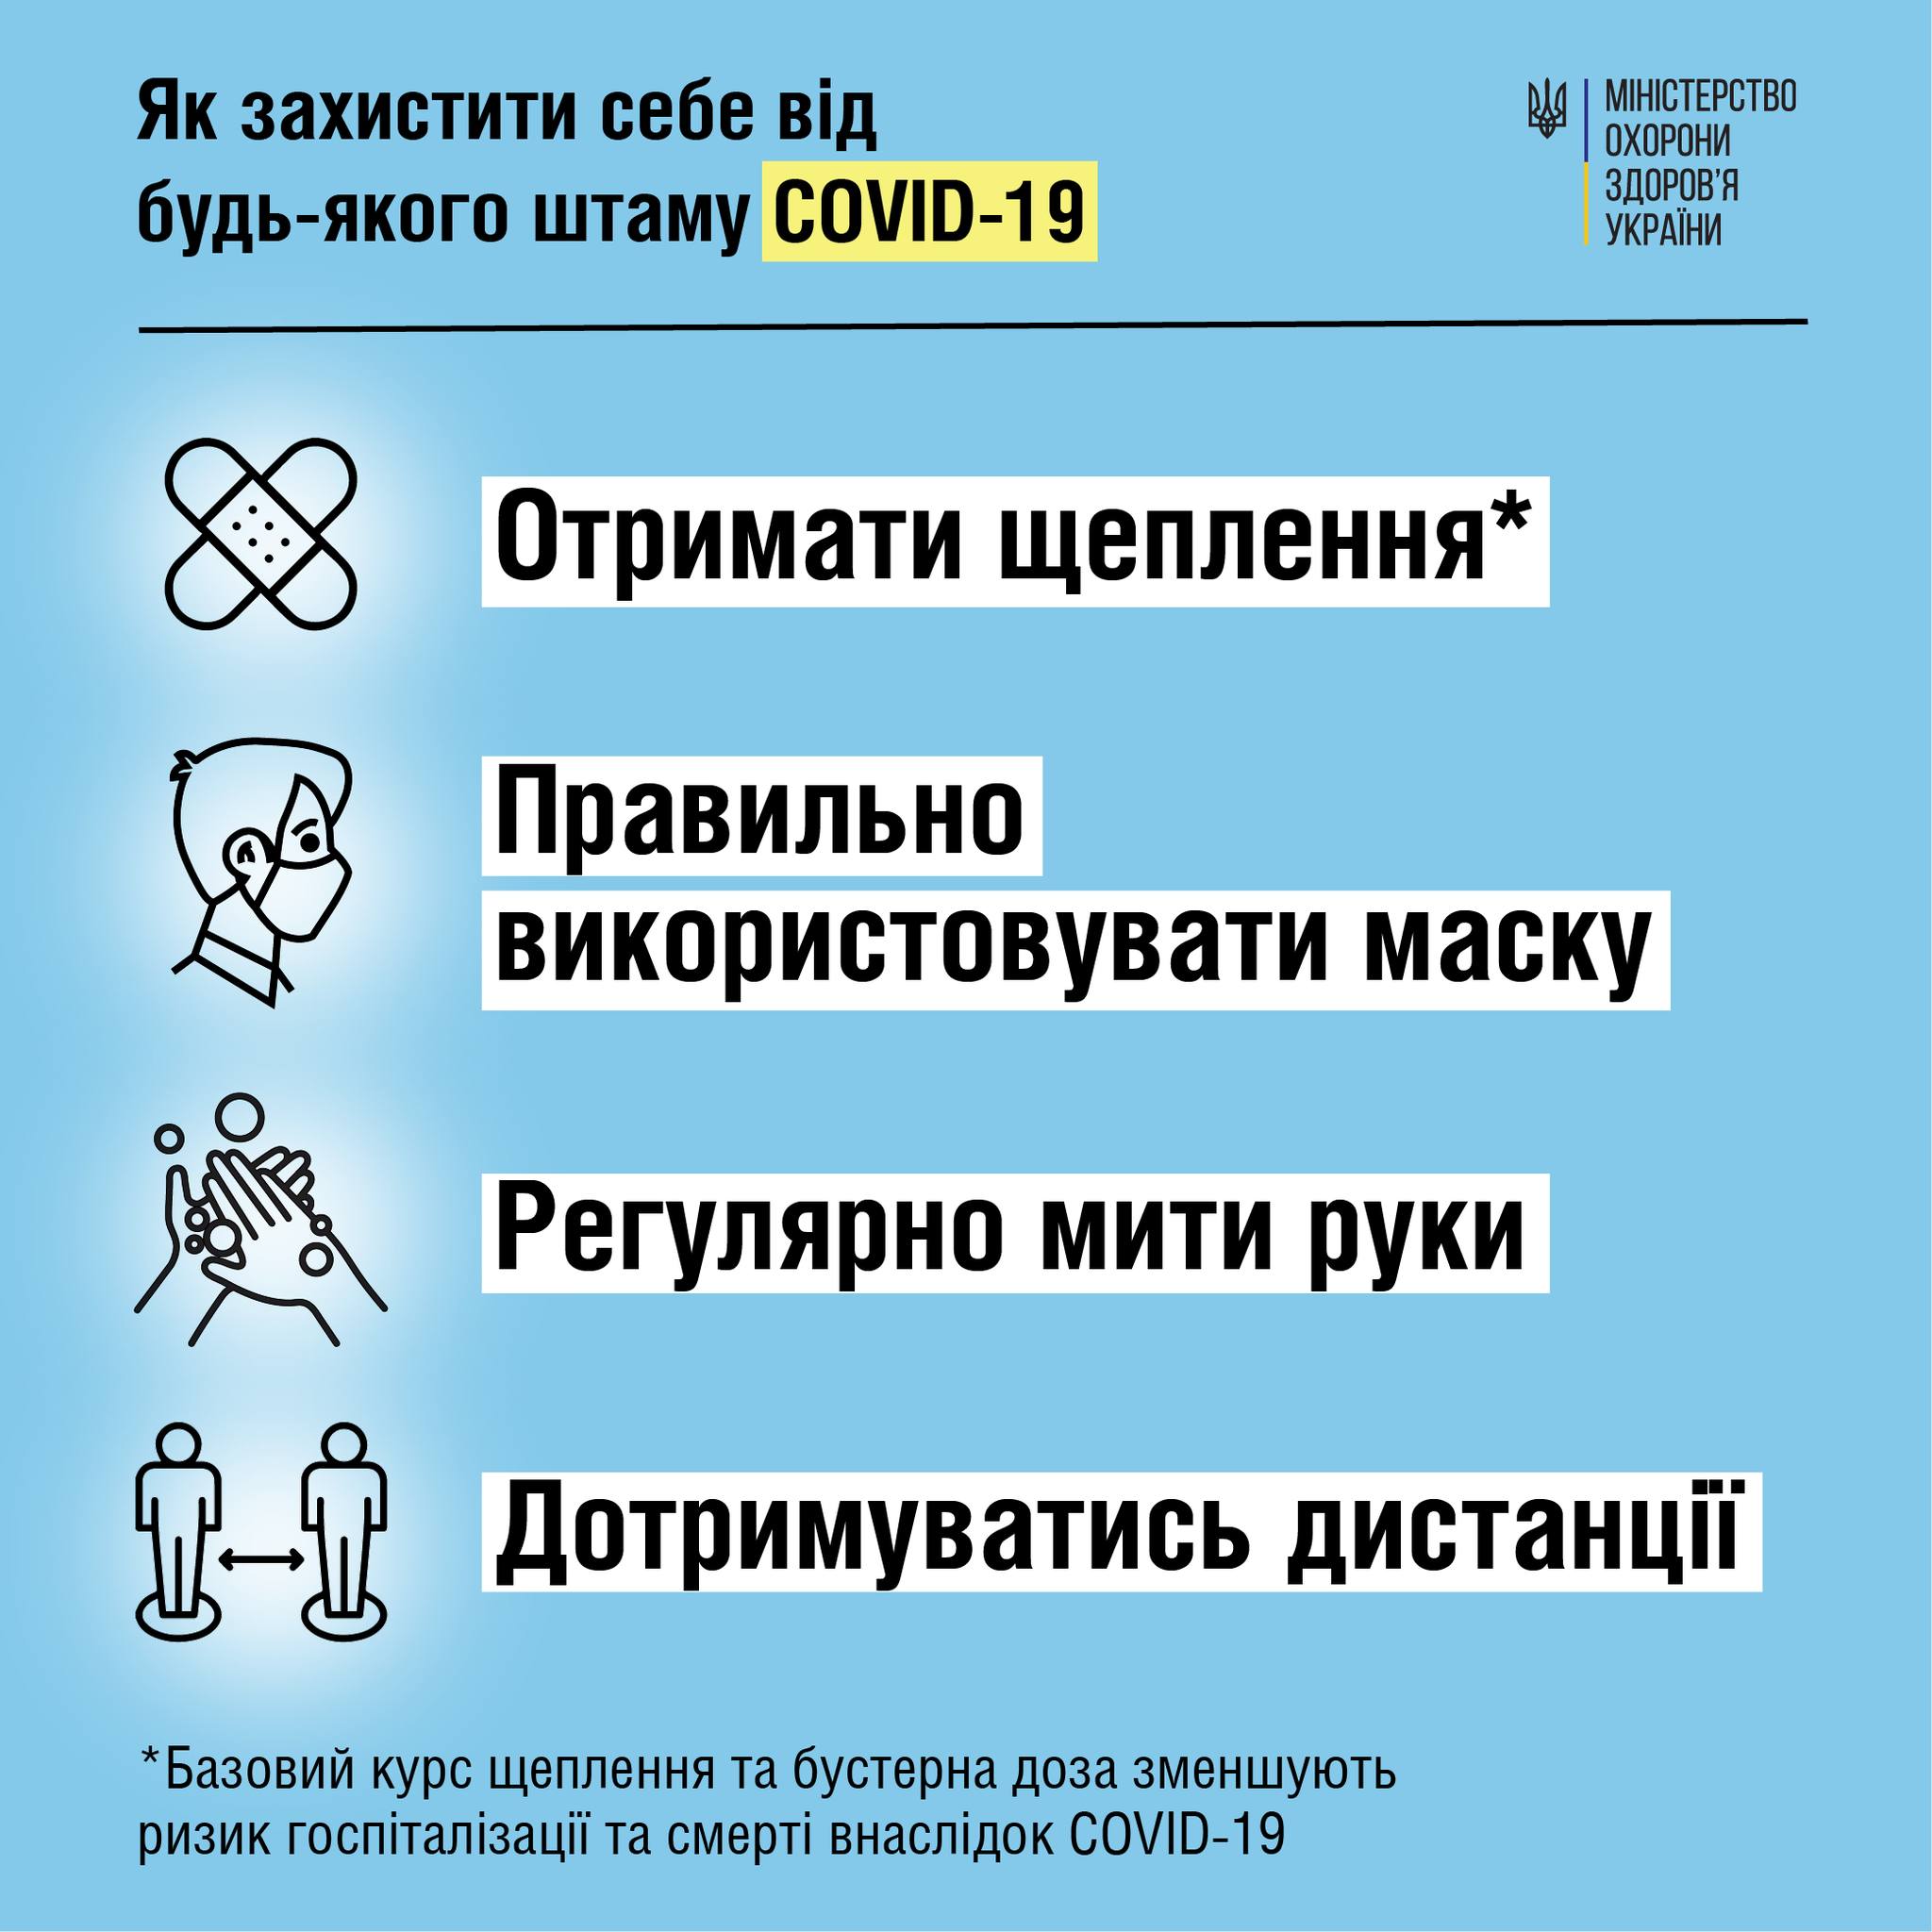 Як захистити себе від
будь-якого штаму COVID-19
МІНІСТЕРСТВО
ОХОРОНИ
ЗДОРОВ’Я
УКРАЇНИ
Отримати щеплення*
Правильно
використовувати маску
Регулярно мити руки
Дотримуватись дистанції
*Базовий курс щеплення та бустерна доза зменшують
ризик госпіталізації та смерті внаслідок COVID-19